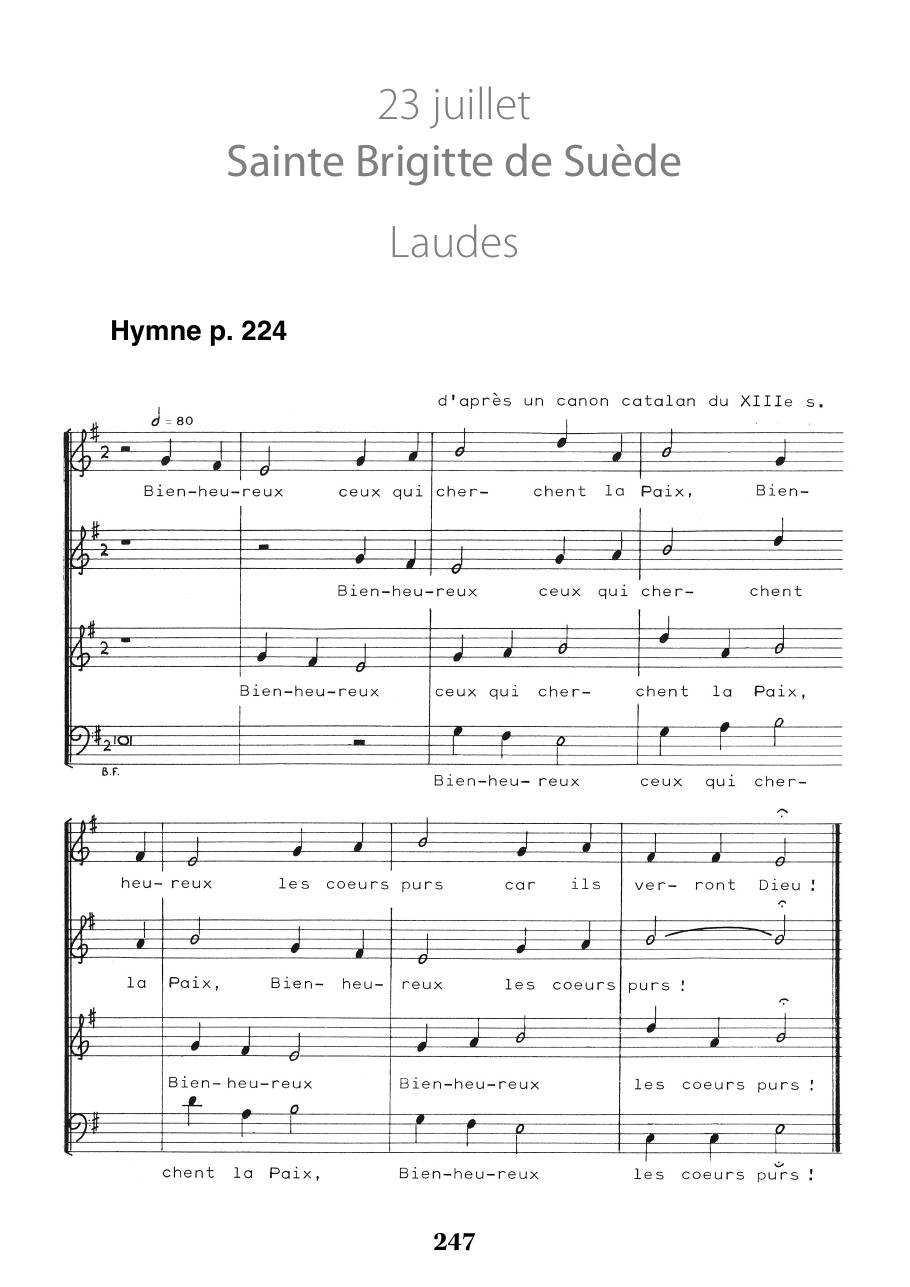 23 juillet
Sainte Brigitte de Suède
Laudes
Hymne p. 224
d'après un canon catalan du XIIIe s.
= 80
2
Bien-heu-reux ceux qui cher- chent la Paix, Bien-
2
Bien-heu-reux ceux qui cher- chent
2
Bien-heu-reux ceux qui cher- chent la Paix,
2
B.F.
Bien-heu-reux ceux qui cher-
heu-reux les coeurs purs car ils ver- ront Dieu !
la Paix, Bien- heu- reux les coeurs purs !
Bien-heu-reux Bien-heu-reux les coeurs purs !
chent la Paix, Bien-heu-reux les coeurs purs !
247